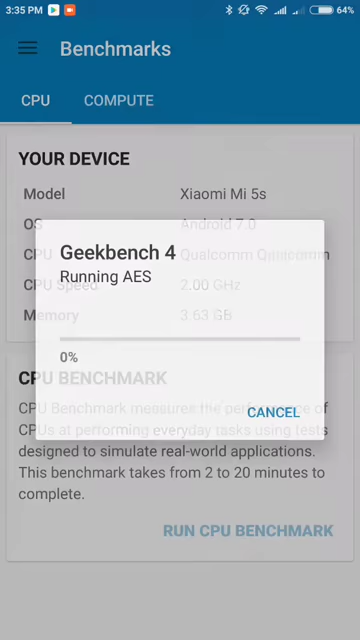 3:35 PM
64%
Benchmarks
CPU
COMPUTE
YOUR DEVICE
Model Xiaomi Mi 5s
OS Android 7.0
CPU Qualcomm Qualcomm
CPU Speed 2.00 GHz
Memory 3.63 GB
Geekbench 4
Running AES
0%
CANCEL
CPU BENCHMARK
CPU Benchmark measures the performance of
CPUs at performing everyday tasks using tests
designed to simulate real-world applications.
This benchmark takes from 2 to 20 minutes to
complete.
RUN CPU BENCHMARK